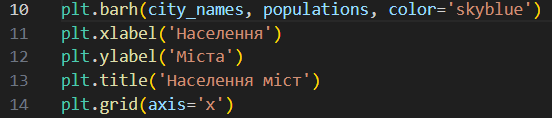 10 plt.barh(city_names, populations, color='skyblue')
11 plt.xlabel('Населення')
12 plt.ylabel('Міста')
13 plt.title('Населення міст')
14 plt.grid(axis='x')